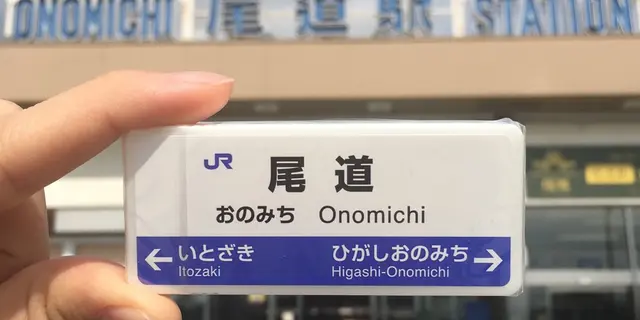 ONOMICHI 尾道駅 STATION
JR 尾道
おのみち Onomichi
← いとざき ひがしおのみち →
Itozaki Higashi-Onomichi